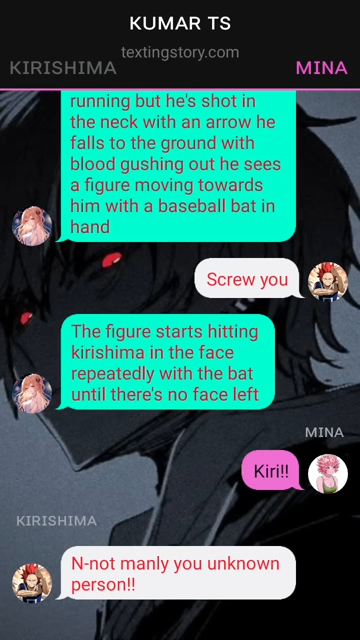 KUMAR TS
textingstory.com
KIRISHIMA
MINA
running but he's shot in
the neck with an arrow he
falls to the ground with
blood gushing out he sees
a figure moving towards
him with a baseball bat in
hand
Screw you
The figure starts hitting
kirishima in the face
repeatedly with the bat
until there's no face left
MINA
Kiri!!
KIRISHIMA
N-not manly you unknown
person!!